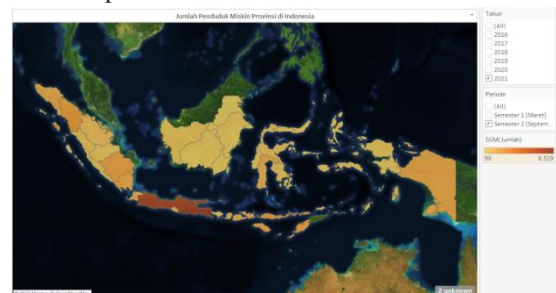 Jumlah Penduduk Miskin Provinsi di Indonesia
Tahun
(All)
2016
2017
2018
2019
2020
2021
Periode
(All)
Semester 1 (Maret)
Semester 2 (Septem...
SUM(Jumlah)
99 8,519
2 unknown